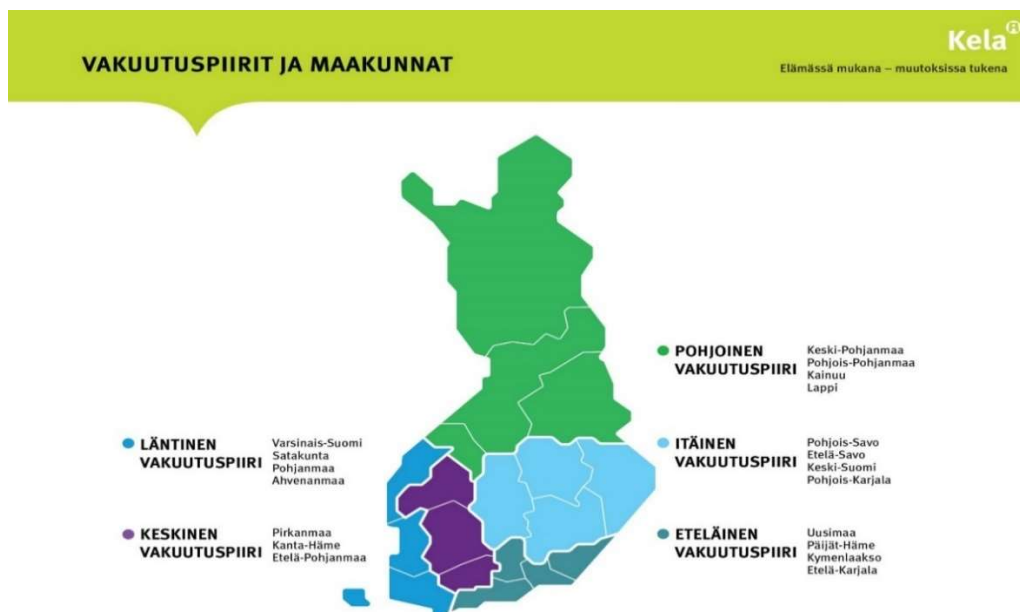 VAKUUTUSPIIRIT JA MAAKUNNAT
Kela
Elämässä mukana – muutoksissa tukena
POHJOINEN
VAKUUTUSPIIRI
Keski-Pohjanmaa
Pohjois-Pohjanmaa
Kainuu
Lappi
LÄNTINEN
VAKUUTUSPIIRI
Varsinais-Suomi
Satakunta
Pohjanmaa
Ahvenanmaa
ITÄINEN
VAKUUTUSPIIRI
Pohjois-Savo
Etelä-Savo
Keski-Suomi
Pohjois-Karjala
KESKINEN
VAKUUTUSPIIRI
Pirkanmaa
Kanta-Häme
Etelä-Pohjanmaa
ETELÄINEN
VAKUUTUSPIIRI
Uusimaa
Päijät-Häme
Kymenlaakso
Etelä-Karjala